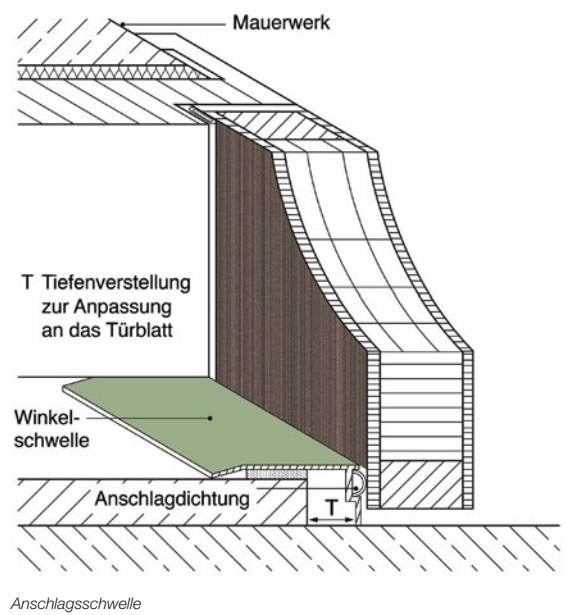 Mauerwerk
T Tiefenverstellung
zur Anpassung
an das Türblatt
Winkel-
schwelle
Anschlagdichtung
T
Anschlagsschwelle